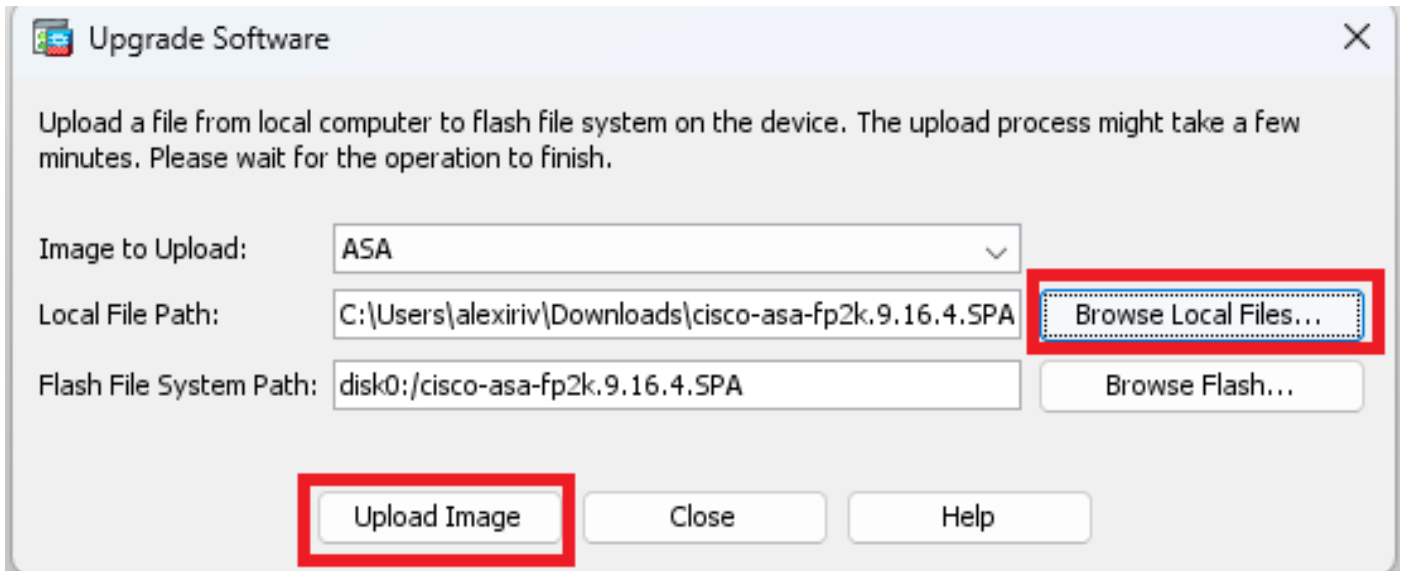 Upgrade Software
Upload a file from local computer to flash file system on the device. The upload process might take a few
minutes. Please wait for the operation to finish.
Image to Upload: ASA
Local File Path: C:\Users\alexiriv\Downloads\cisco-asa-fp2k.9.16.4.SPA Browse Local Files...
Flash File System Path: disk0:/cisco-asa-fp2k.9.16.4.SPA Browse Flash...
Upload Image Close Help